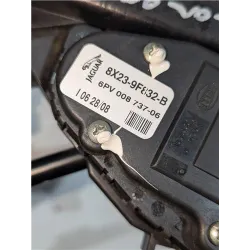 JAGUAR
8X23-9F832-B
6PV 008 737-06
I 06 28 08